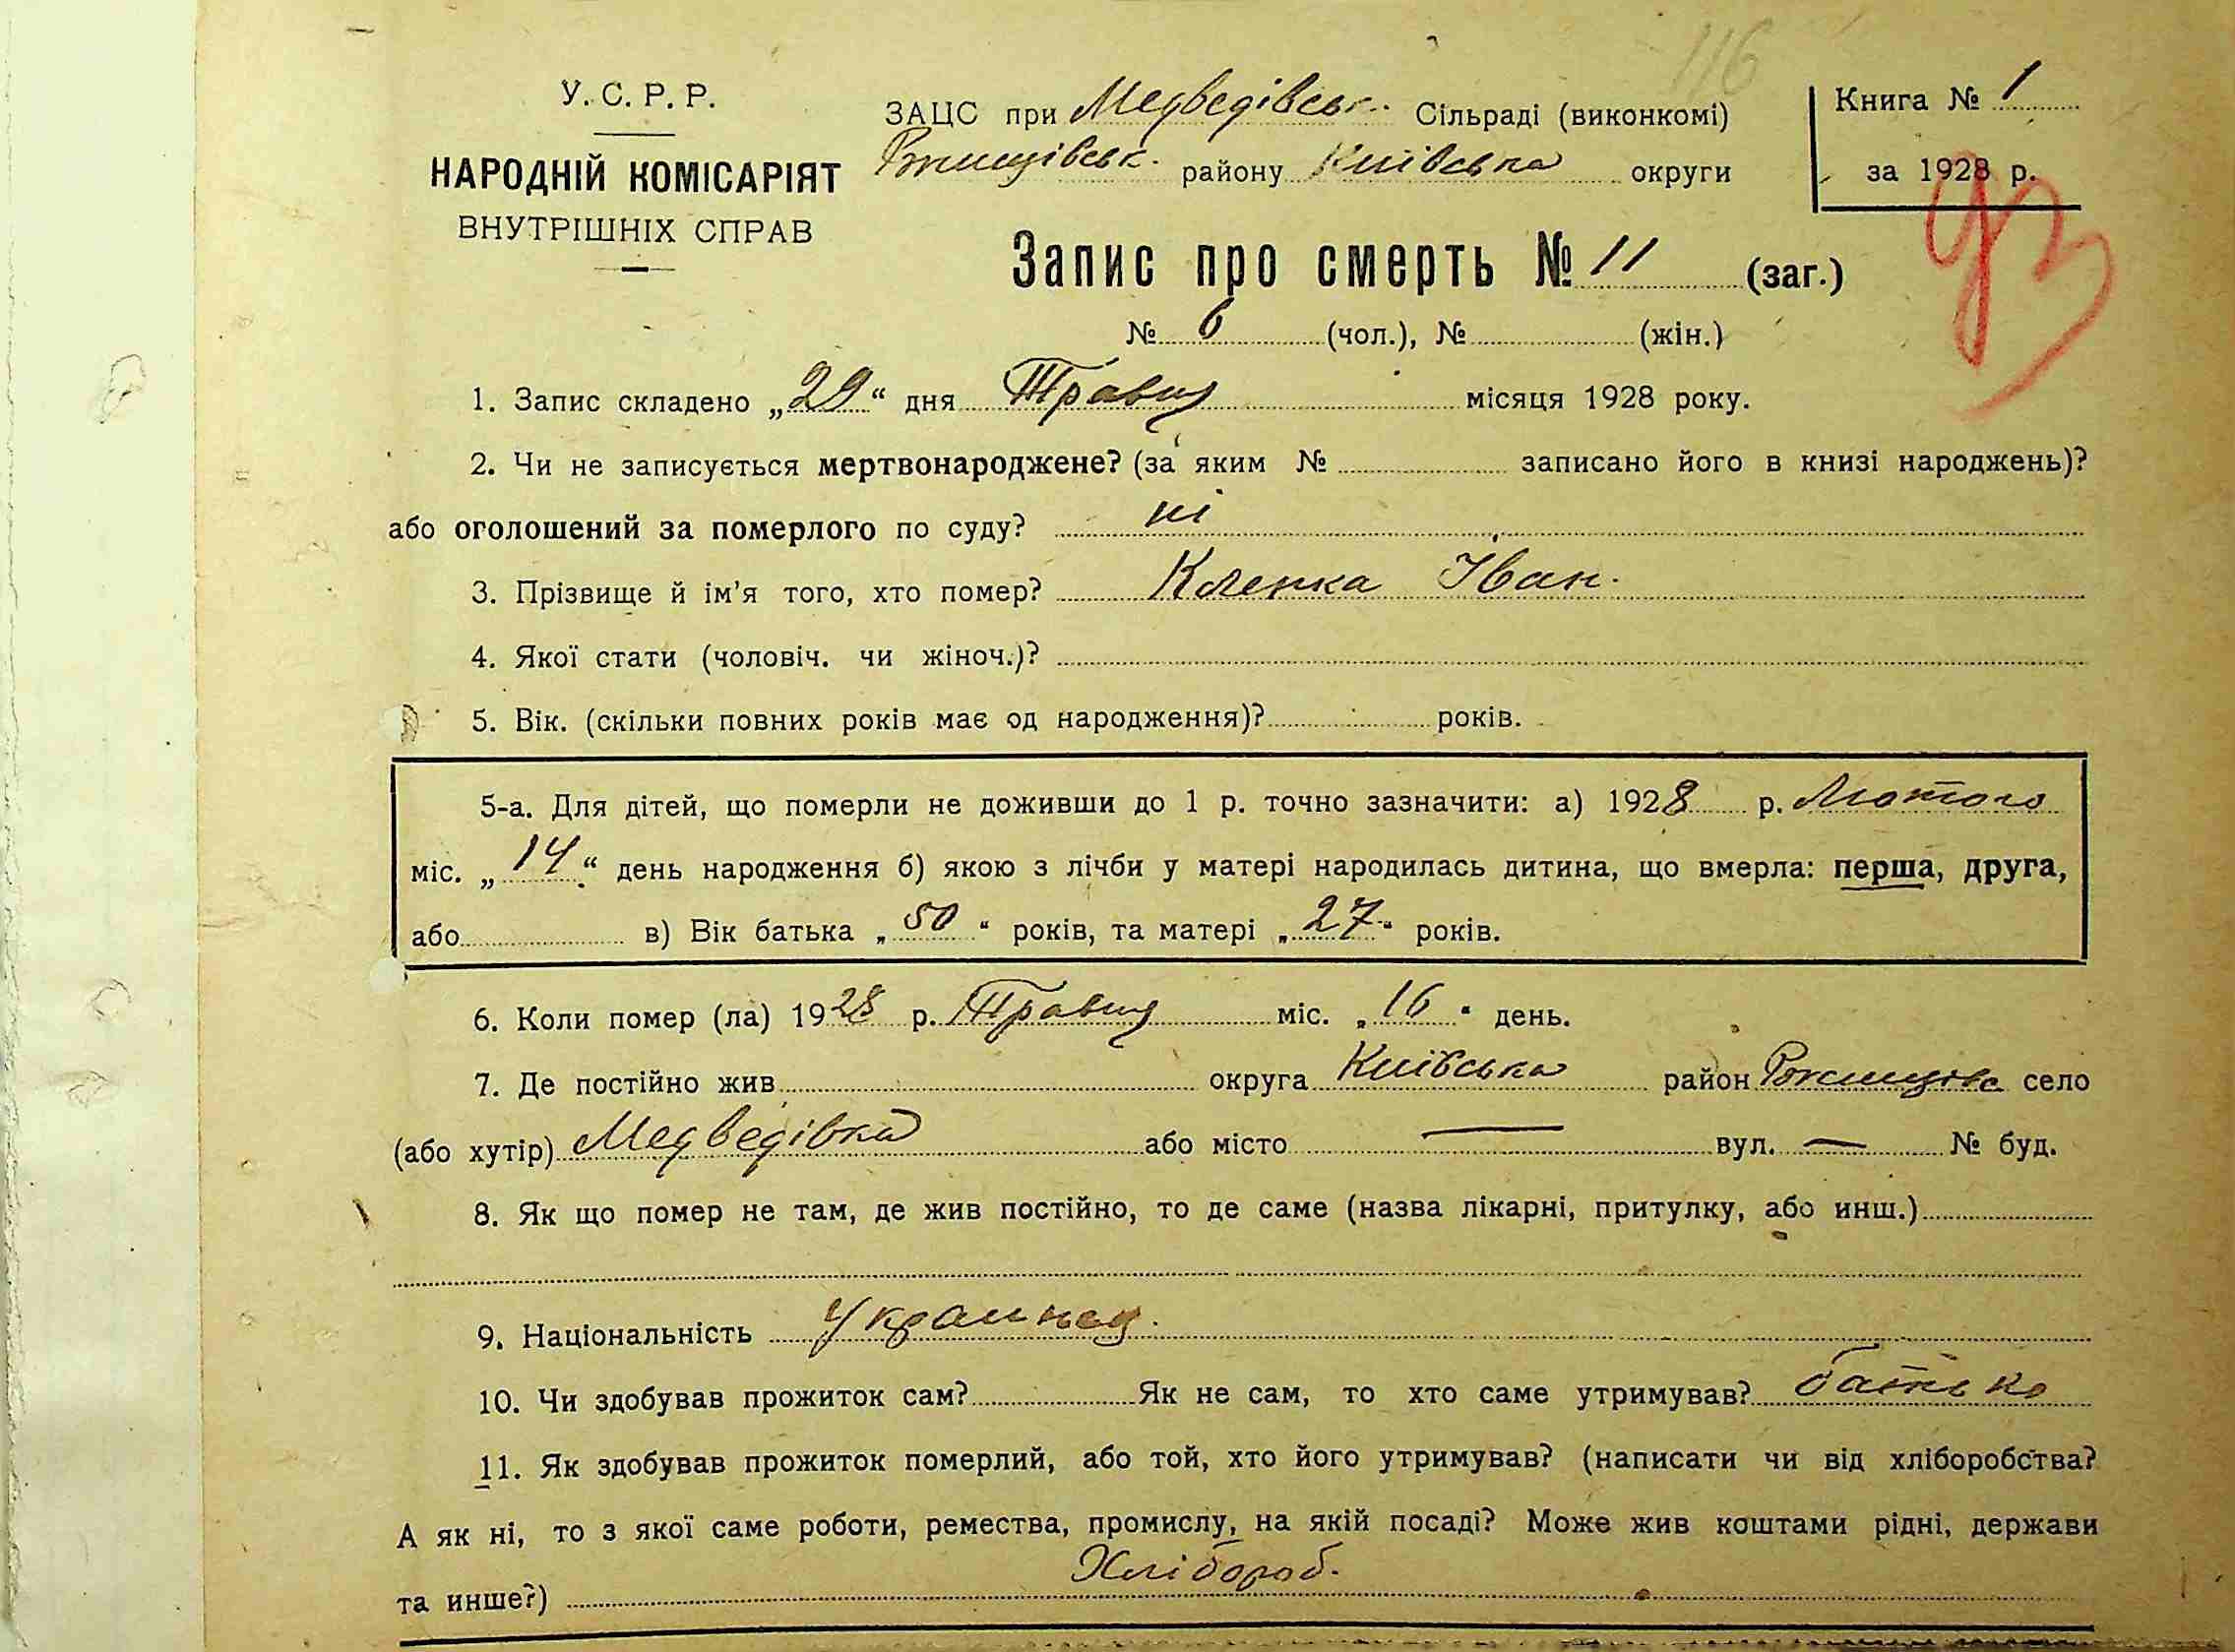 116
У. С. Р. Р.
НАРОДНІЙ КОМІСАРІЯТ
ВНУТРІШНІХ СПРАВ
ЗАЦС при Медведівськ. Сільраді (виконкомі)
Ржищівськ. району Київська округи
Книга № 1
за 1928 р.
93
Запис про смерть № 11 (заг.)
№ 6 (чол.), № (жін.)
1. Запис складено „29“ дня Травня місяця 1928 року.
2. Чи не записується мертвонароджене? (за яким № записано його в книзі народжень)?
або оголошений за померлого по суду? ні
3. Прізвище й ім'я того, хто помер? Клепка Іван.
4. Якої стати (чоловіч. чи жіноч.)?
5. Вік. (скільки повних років має од народження)? років.
5-а. Для дітей, що померли не доживши до 1 р. точно зазначити: а) 1928 р. Лютого
міс. „14“ день народження б) якою з лічби у матері народилась дитина, що вмерла: перша, друга,
або в) Вік батька „50“ років, та матері „27“ років.
6. Коли помер (ла) 1928 р. Травня міс. „16“ день.
7. Де постійно жив округа Київська район Ржищівс село
(або хутір) Медведівка або місто — вул. — № буд.
8. Як що помер не там, де жив постійно, то де саме (назва лікарні, притулку, або инш.)
9. Національність Украинец.
10. Чи здобував прожиток сам? Як не сам, то хто саме утримував? батько
11. Як здобував прожиток померлий, або той, хто його утримував? (написати чи від хліборобства?
А як ні, то з якої саме роботи, ремества, промислу, на якій посаді? Може жив коштами рідні, держави
та инше?) Хлібороб.